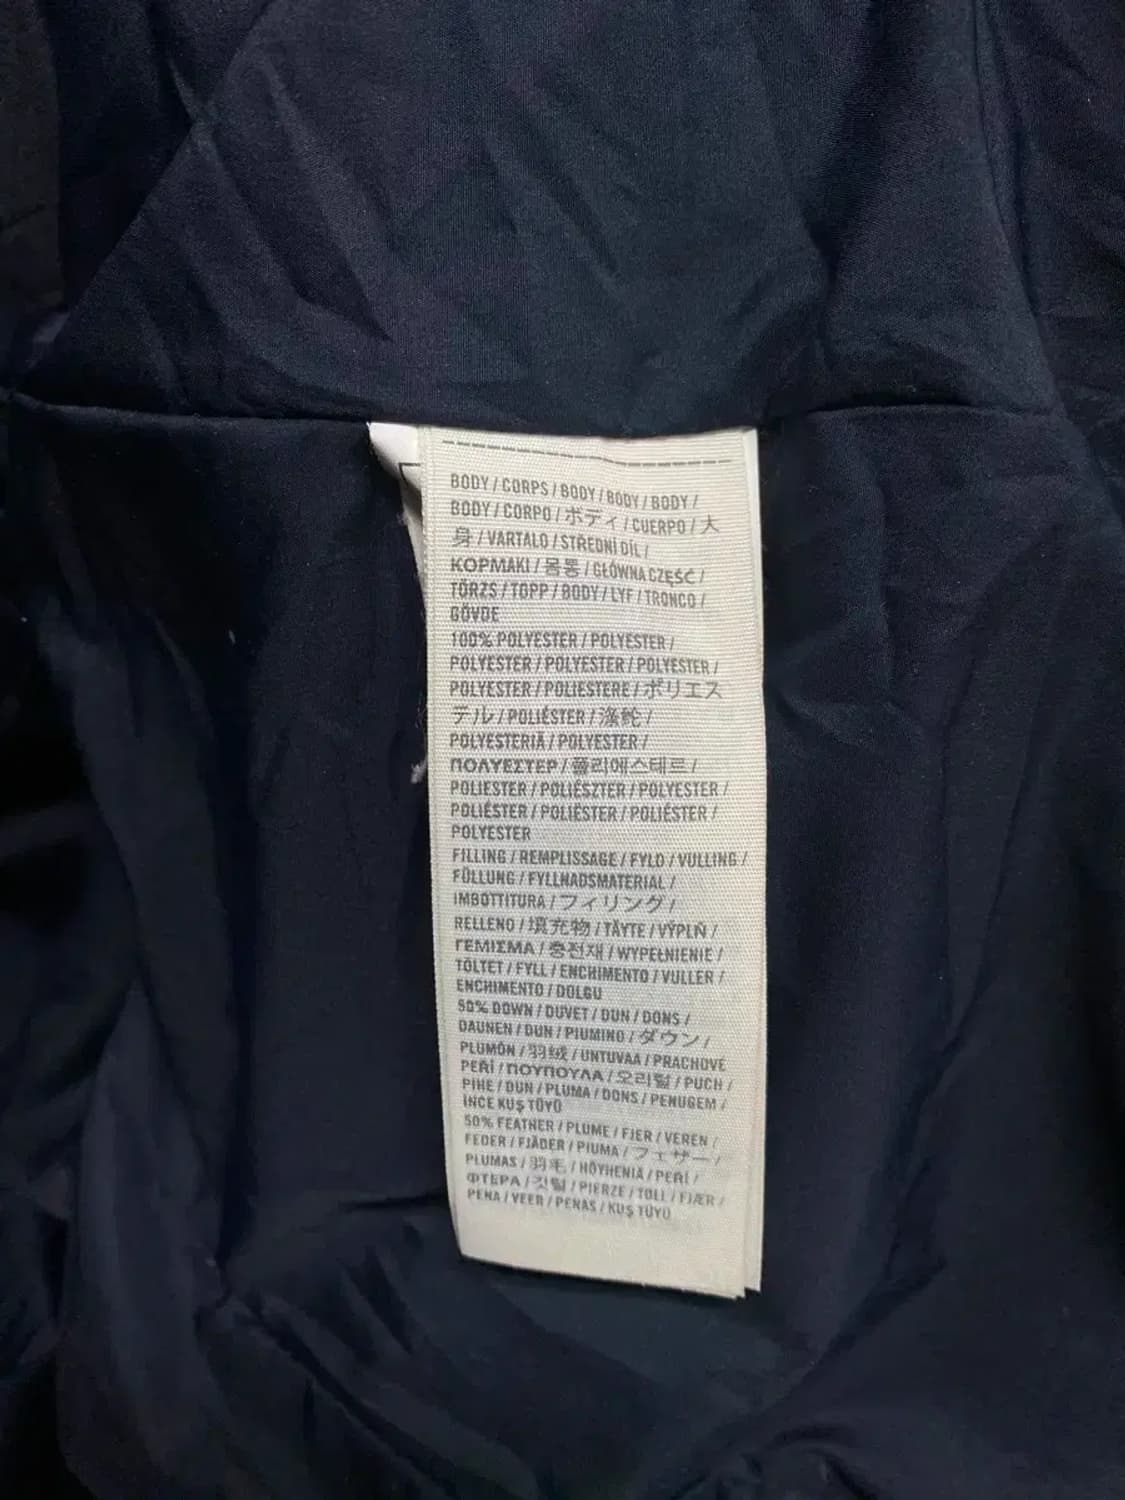 BODY / CORPS / BODY / BODY / BODY /
BODY / CORPO / ボディ / CUERPO / 大
身 / VARTALO / STŘEDNÍ DÍL /
ΚΟΡΜΑΚΙ / 몸통 / GŁÓWNA CZĘŚĆ /
TÖRZS / TOPP / BODY / LYF / TRONCO /
GÖVDE
100% POLYESTER / POLYESTER /
POLYESTER / POLYESTER / POLYESTER /
POLYESTER / POLIESTERE / ポリエス
テル / POLIÉSTER / 涤纶 /
POLYESTERIÄ / POLYESTER /
ΠΟΛΥΕΣΤΕΡ / 폴리에스테르 /
POLIESTER / POLIÉSZTER / POLYESTER /
POLIÉSTER / POLIËSTER / POLIÉSTER /
POLYESTER
FILLING / REMPLISSAGE / FYLD / VULLING /
FÜLLUNG / FYLLNADSMATERIAL /
IMBOTTITURA / フィリング /
RELLENO / 填充物 / TÄYTE / VÝPLŇ /
ΓΕΜΙΣΜΑ / 충전재 / WYPEŁNIENIE /
TÖLTET / FYLL / ENCHIMENTO / VULLER /
ENCHIMENTO / DOLGU
50% DOWN / DUVET / DUN / DONS /
DAUNEN / DUN / PIUMINO / ダウン /
PLUMÓN / 羽绒 / UNTUVAA / PRACHOVÉ
PEŘÍ / ΠΟΥΠΟΥΛΑ / 오리털 / PUCH /
PIHE / DUN / PLUMA / DONS / PENUGEM /
İNCE KUŞ TÜYÜ
50% FEATHER / PLUME / FJER / VEREN /
FEDER / FJÄDER / PIUMA / フェザー /
PLUMAS / 羽毛 / HÖYHENIÄ / PEŘÍ /
ΦΤΕΡΑ / 깃털 / PIERZE / TOLL / FJÆR /
PENA / VEER / PENAS / KUŞ TÜYÜ